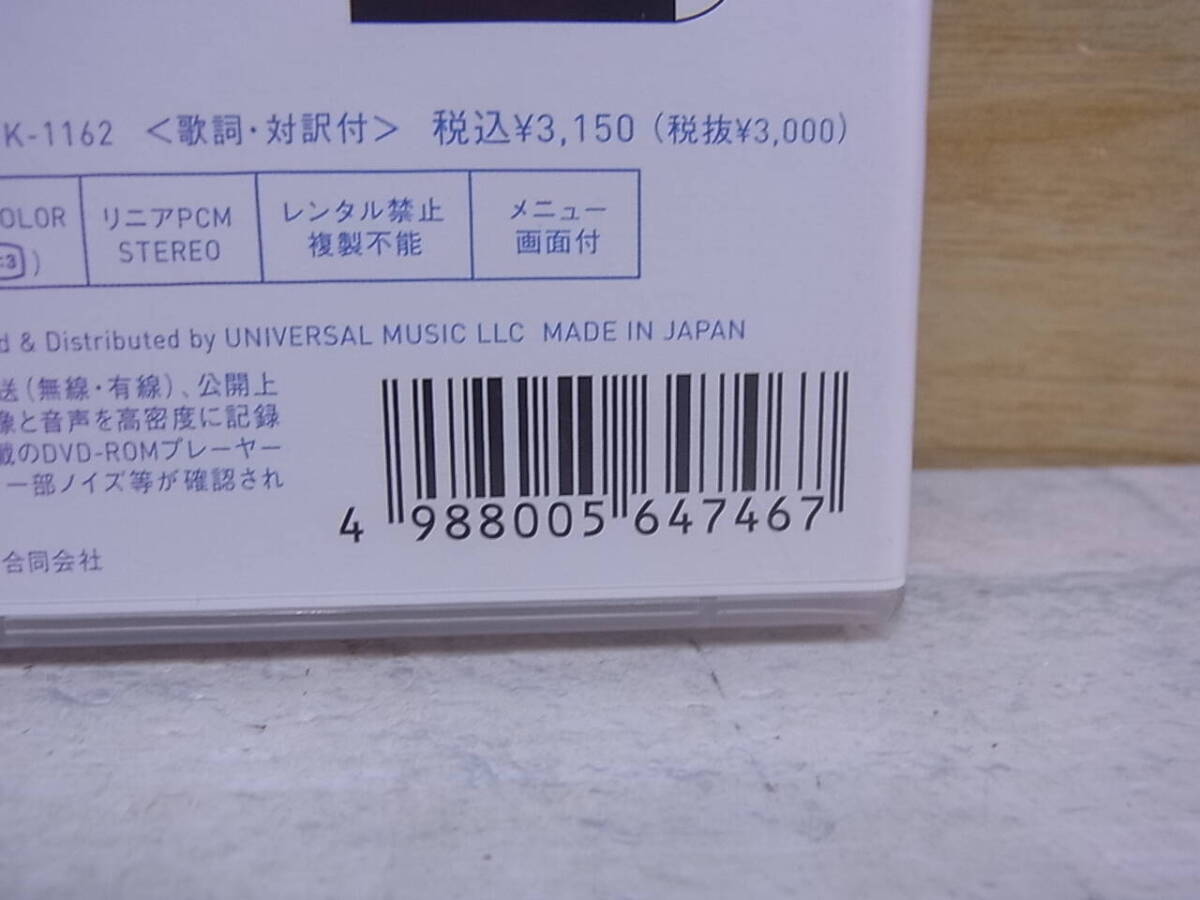 K-1162 <歌詞・対訳付> 税込¥3,150 (税抜¥3,000)
COLOR
:3)
リニアPCM
STEREO
レンタル禁止
複製不能
メニュー
画面付
d & Distributed by UNIVERSAL MUSIC LLC MADE IN JAPAN
送(無線・有線)、公開上
像と音声を高密度に記録
載のDVD-ROMプレーヤー
一部ノイズ等が確認され
合同会社
4 988005 647467